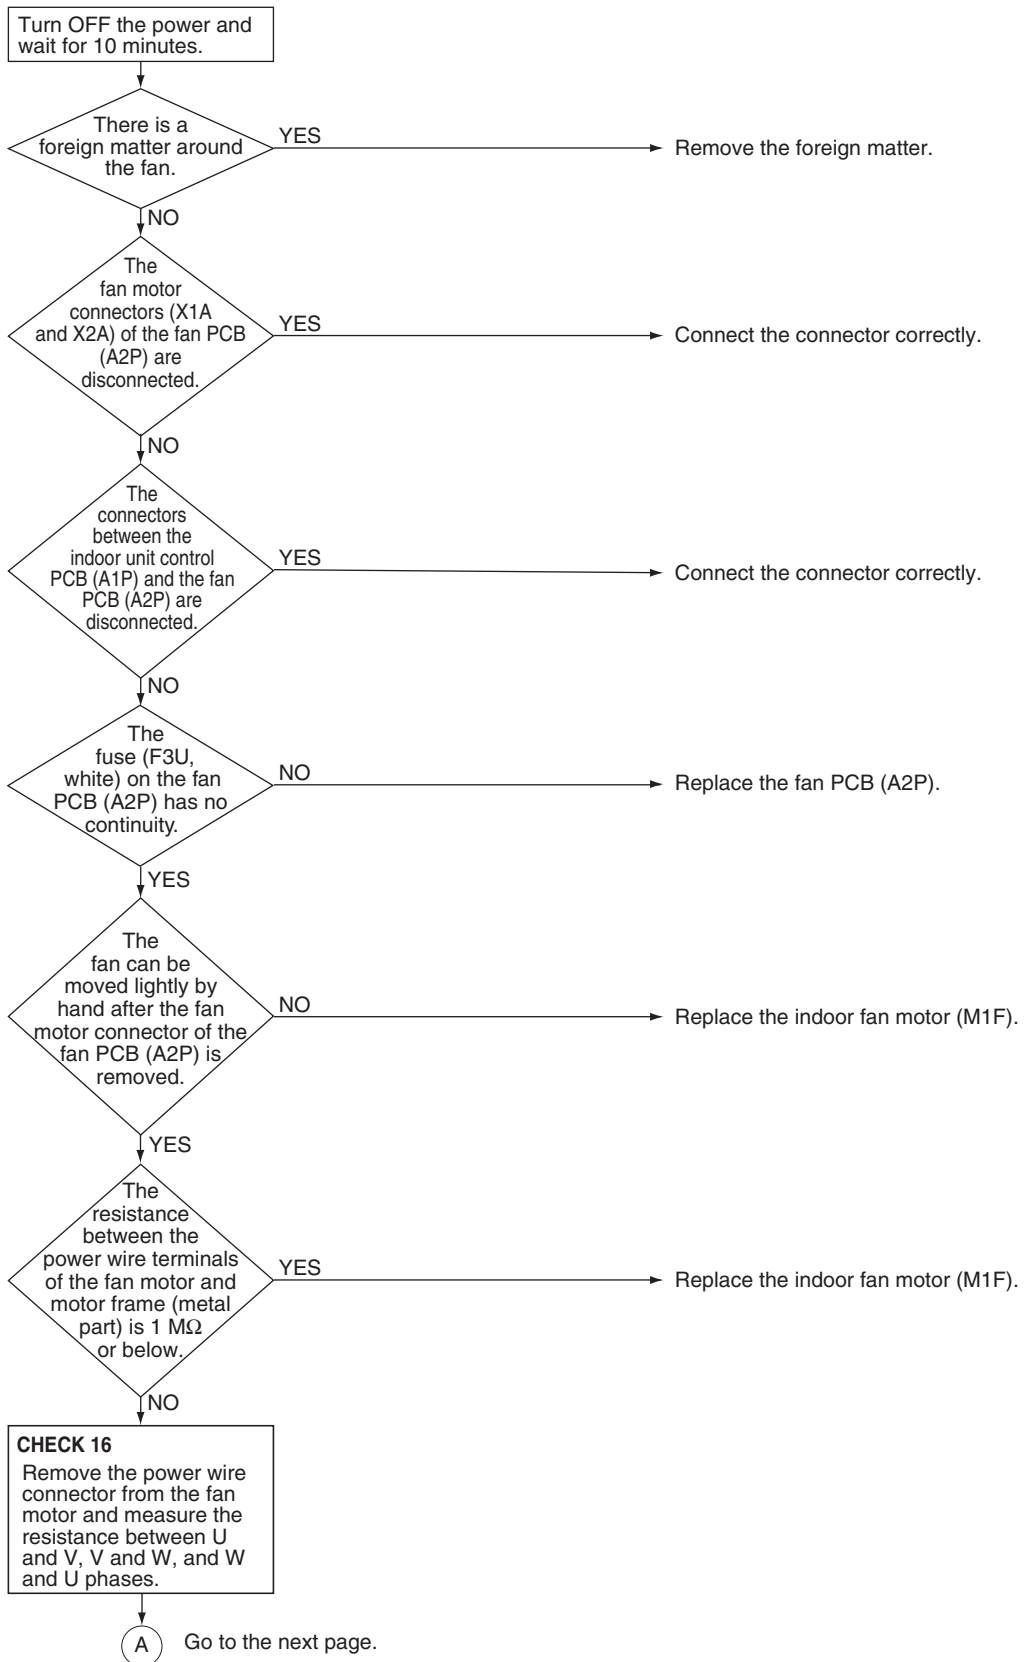 Turn OFF the power and
wait for 10 minutes.
There is a
foreign matter around
the fan.
YES
Remove the foreign matter.
NO
The
fan motor
connectors (X1A
and X2A) of the fan PCB
(A2P) are
disconnected.
YES
Connect the connector correctly.
NO
The
connectors
between the
indoor unit control
PCB (A1P) and the fan
PCB (A2P) are
disconnected.
YES
Connect the connector correctly.
NO
The
fuse (F3U,
white) on the fan
PCB (A2P) has no
continuity.
NO
Replace the fan PCB (A2P).
YES
The
fan can be
moved lightly by
hand after the fan
motor connector of the
fan PCB (A2P) is
removed.
NO
Replace the indoor fan motor (M1F).
YES
The
resistance
between the
power wire terminals
of the fan motor and
motor frame (metal
part) is 1 MΩ
or below.
YES
Replace the indoor fan motor (M1F).
NO
CHECK 16
Remove the power wire
connector from the fan
motor and measure the
resistance between U
and V, V and W, and W
and U phases.
A
Go to the next page.